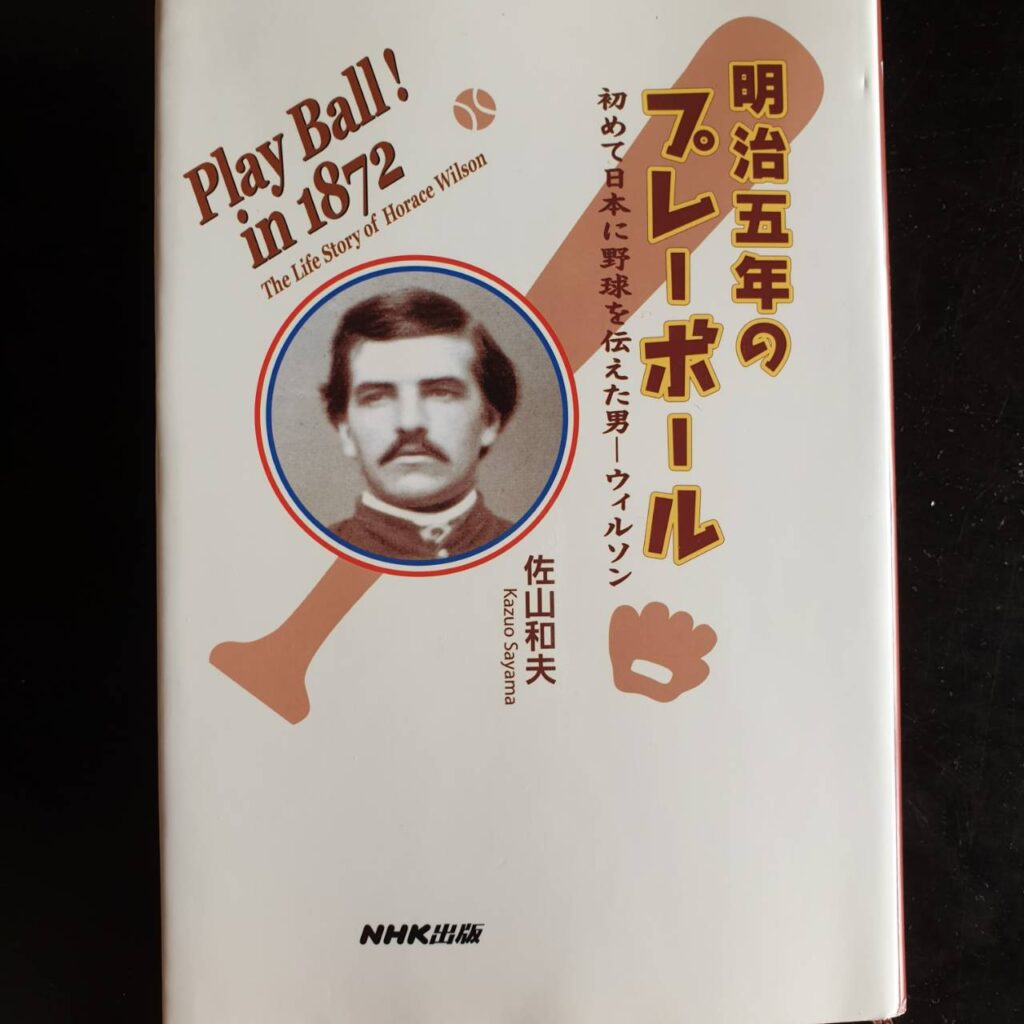 明治五年の
プレーボール
初めて日本に野球を伝えた男―ウィルソン
Play Ball!
in 1872
The Life Story of Horace Wilson
佐山和夫
Kazuo Sayama
NHK出版